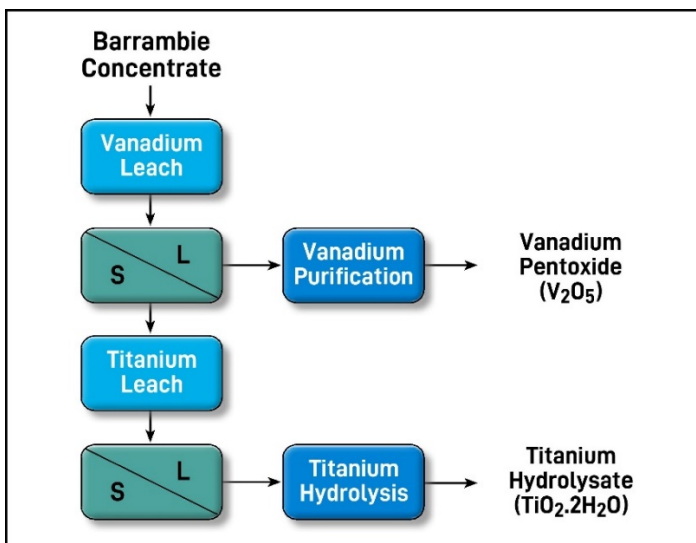 Barrambie
Concentrate
Vanadium
Leach
S
L
Vanadium
Purification
Vanadium
Pentoxide
(V₂O₅)
Titanium
Leach
S
L
Titanium
Hydrolysis
Titanium
Hydrolysate
(TiO₂.2H₂O)